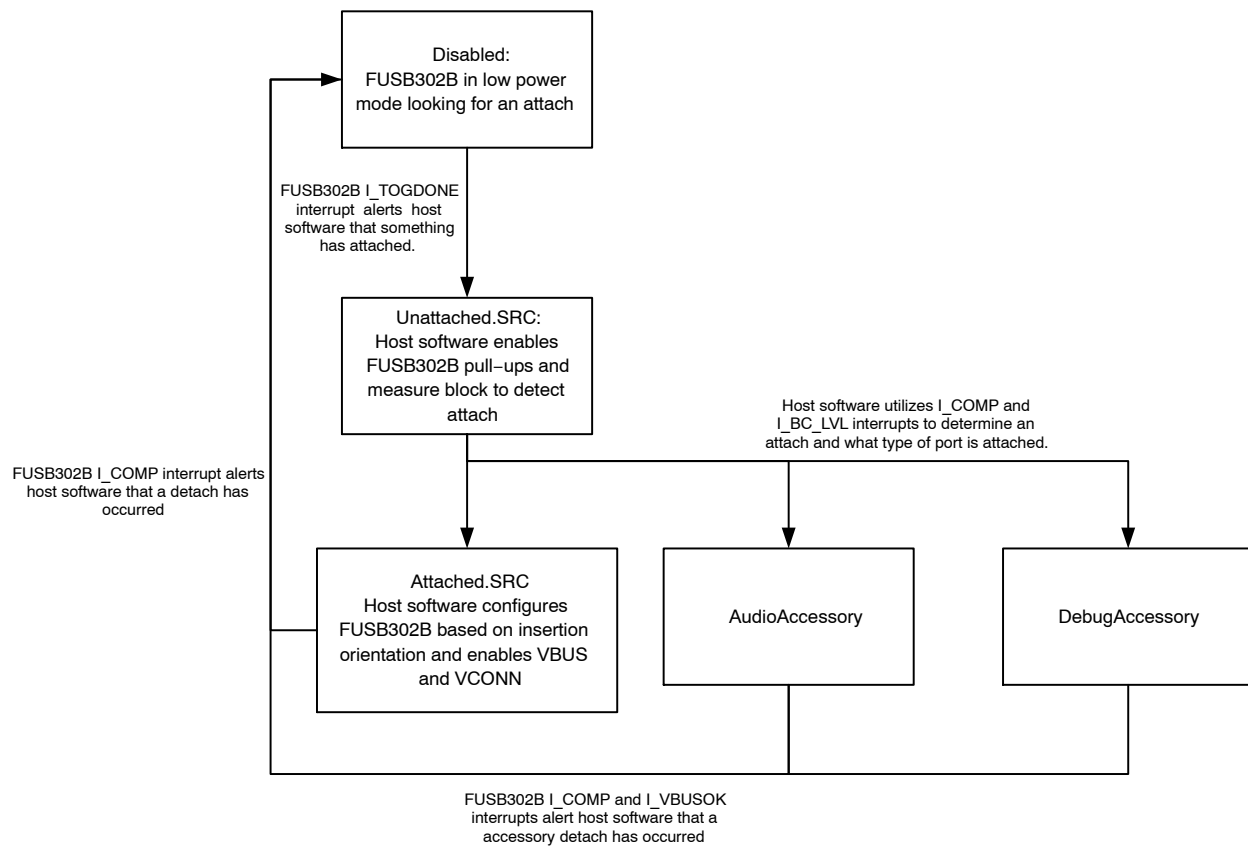 Disabled:
FUSB302B in low power
mode looking for an attach
FUSB302B I_TOGDONE
interrupt alerts host
software that something
has attached.
Unattached.SRC:
Host software enables
FUSB302B pull−ups and
measure block to detect
attach
Host software utilizes I_COMP and
I_BC_LVL interrupts to determine an
attach and what type of port is attached.
FUSB302B I_COMP interrupt alerts
host software that a detach has
occurred
Attached.SRC
Host software configures
FUSB302B based on insertion
orientation and enables VBUS
and VCONN
AudioAccessory
DebugAccessory
FUSB302B I_COMP and I_VBUSOK
interrupts alert host software that a
accessory detach has occurred